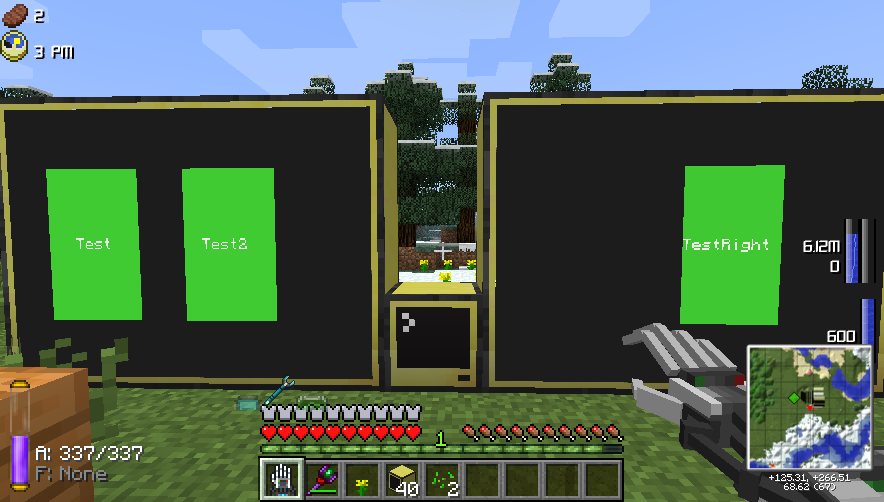 2
3 PM
Test
Test2
TestRight
6.12M
0
600
1
A: 337/337
F: None
40
2
+125.31, +266.51
68.62 (67)